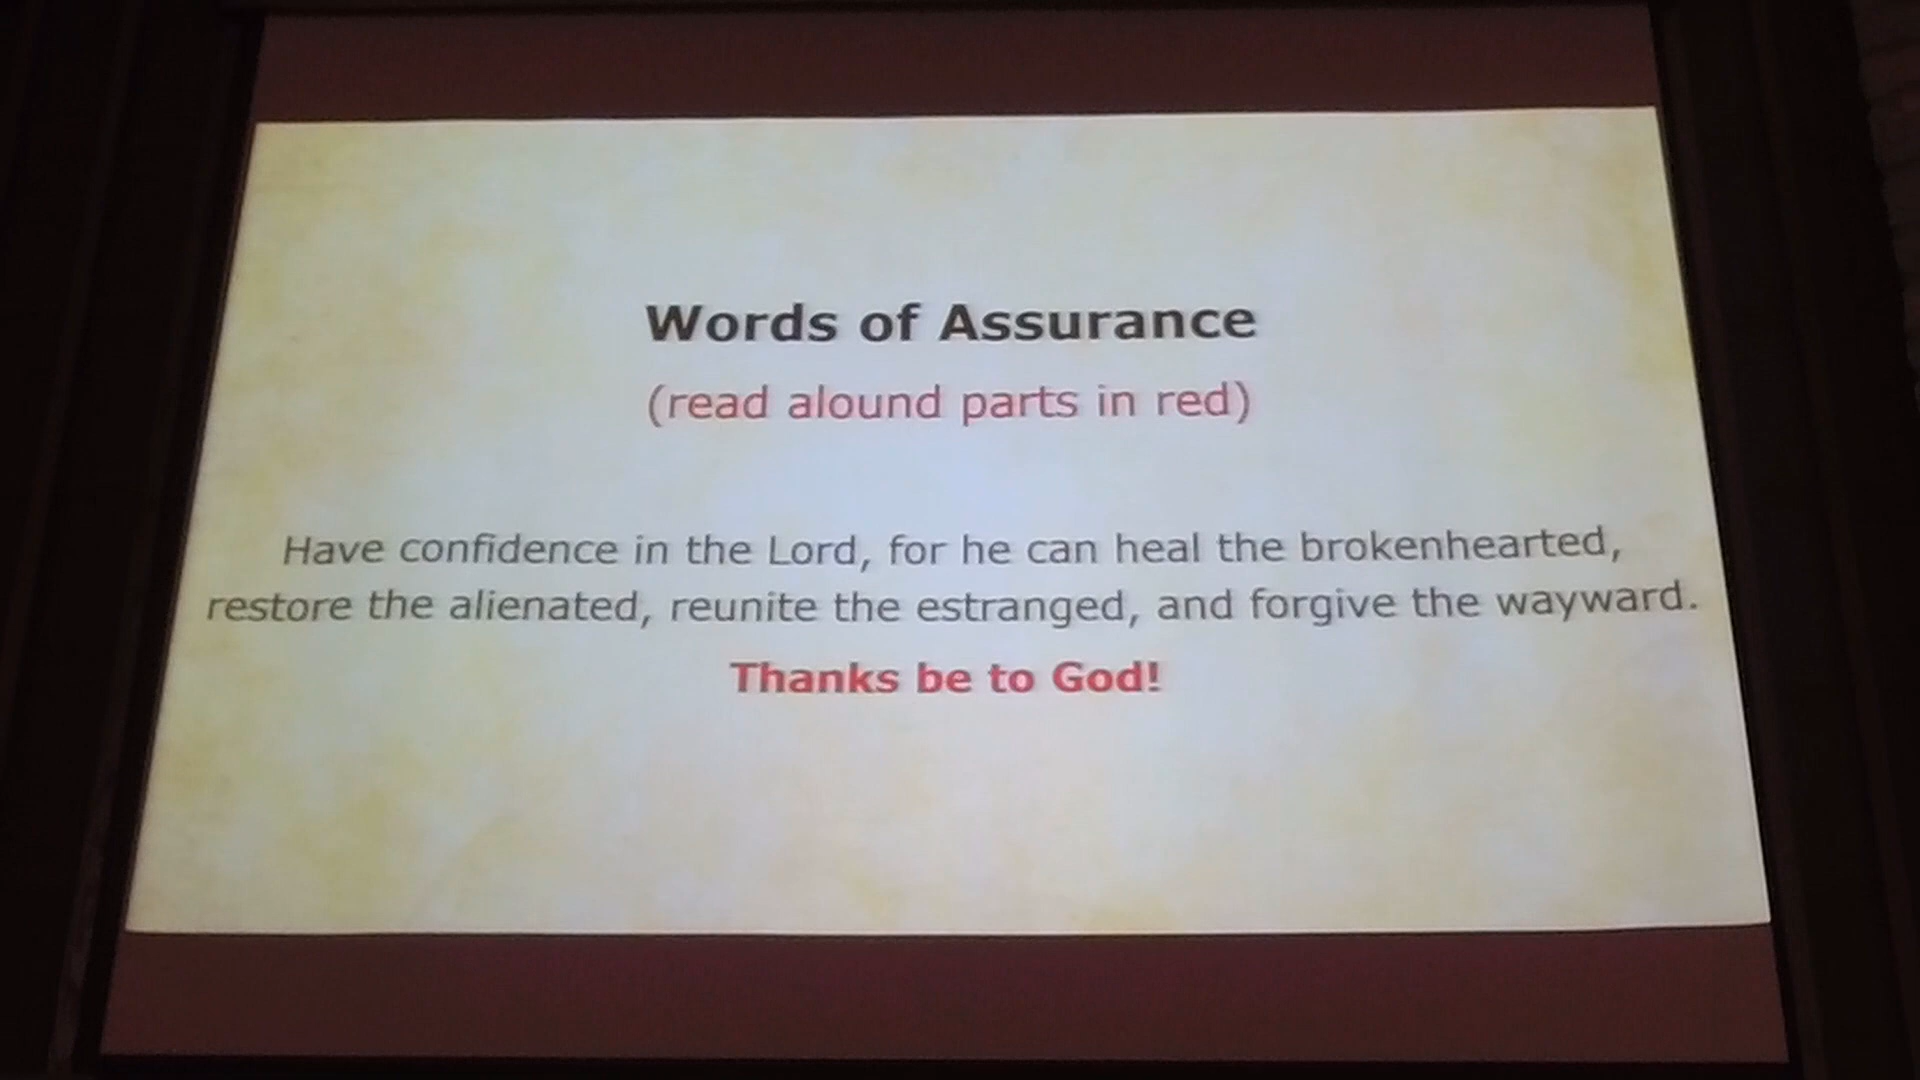 Words of Assurance
(read alound parts in red)
Have confidence in the Lord, for he can heal the brokenhearted,
restore the alienated, reunite the estranged, and forgive the wayward.
Thanks be to God!